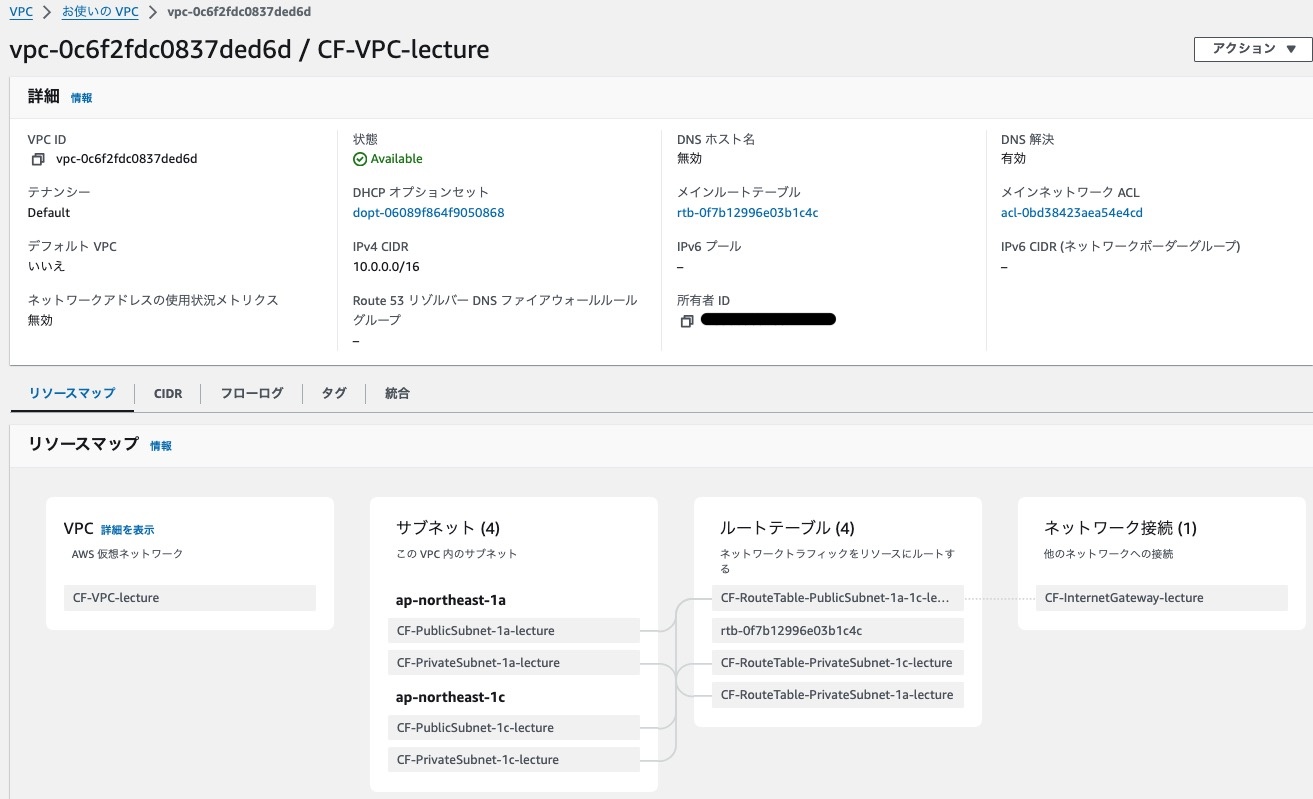 VPC > お使いの VPC > vpc-0c6f2fdc0837ded6d
vpc-0c6f2fdc0837ded6d / CF-VPC-lecture
アクション ▼
詳細 情報
VPC ID
vpc-0c6f2fdc0837ded6d
状態
Available
DNS ホスト名
無効
DNS 解決
有効
テナンシー
Default
DHCP オプションセット
dopt-06089f864f9050868
メインルートテーブル
rtb-0f7b12996e03b1c4c
メインネットワーク ACL
acl-0bd38423aea54e4cd
デフォルト VPC
いいえ
IPv4 CIDR
10.0.0.0/16
IPv6 プール
–
IPv6 CIDR (ネットワークボーダーグループ)
–
ネットワークアドレスの使用状況メトリクス
無効
Route 53 リゾルバー DNS ファイアウォールルール
グループ
–
所有者 ID
リソースマップ
CIDR
フローログ
タグ
統合
リソースマップ 情報
VPC 詳細を表示
AWS 仮想ネットワーク
CF-VPC-lecture
サブネット (4)
この VPC 内のサブネット
ap-northeast-1a
CF-PublicSubnet-1a-lecture
CF-PrivateSubnet-1a-lecture
ap-northeast-1c
CF-PublicSubnet-1c-lecture
CF-PrivateSubnet-1c-lecture
ルートテーブル (4)
ネットワークトラフィックをリソースにルートす
る
CF-RouteTable-PublicSubnet-1a-1c-le...
rtb-0f7b12996e03b1c4c
CF-RouteTable-PrivateSubnet-1c-lecture
CF-RouteTable-PrivateSubnet-1a-lecture
ネットワーク接続 (1)
他のネットワークへの接続
CF-InternetGateway-lecture